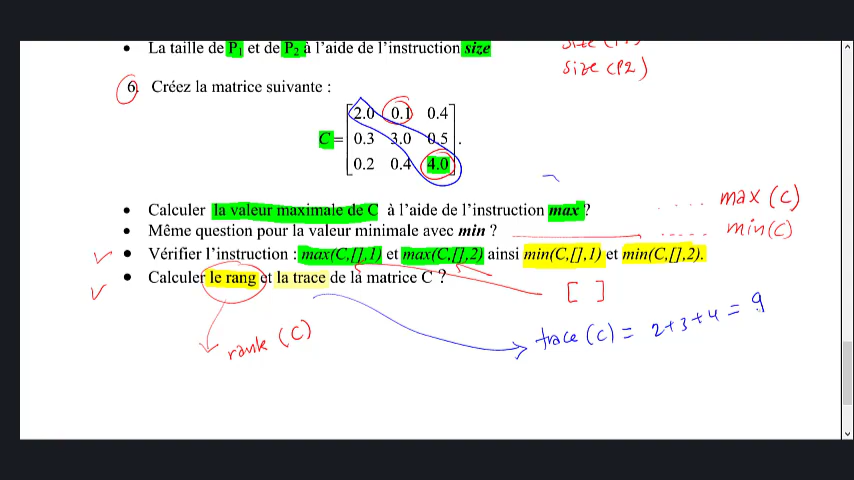 • La taille de P1 et de P2 à l'aide de l'instruction size
size (P2)
6. Créez la matrice suivante :
2.0 0.1 0.4
C = 0.3 3.0 0.5 .
0.2 0.4 4.0
• Calculer la valeur maximale de C à l'aide de l'instruction max ? ..... max (C)
• Même question pour la valeur minimale avec min ? ..... min(C)
• Vérifier l'instruction : max(C,[],1) et max(C,[],2) ainsi min(C,[],1) et min(C,[],2).
• Calculer le rang et la trace de la matrice C ?
[ ]
rank (C)
trace (C) = 2+3+4 = 9